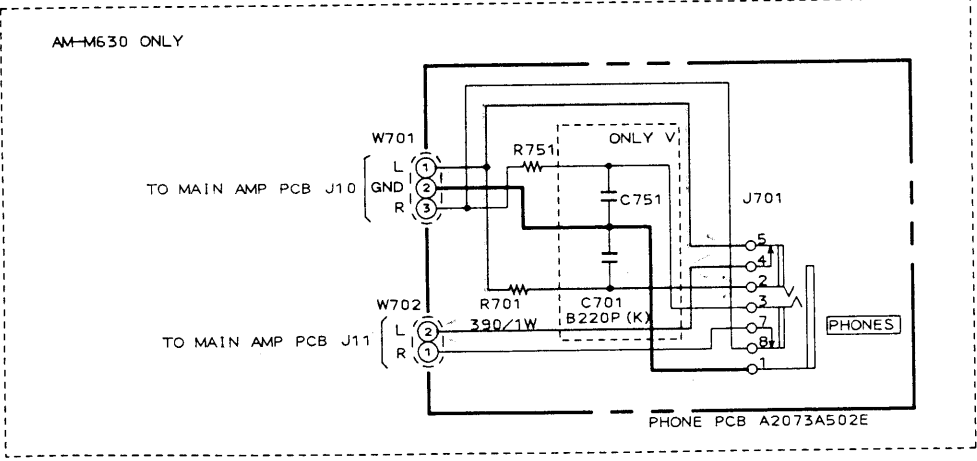 AM-M630 ONLY
W701
L 1
TO MAIN AMP PCB J10 GND 2
R 3
R751
ONLY V
C751
J701
5
4
2
3
7
8
1
R701
390/1W
C701
B220P (K)
W702
L 2
TO MAIN AMP PCB J11
R 1
PHONES
PHONE PCB A2073A502E